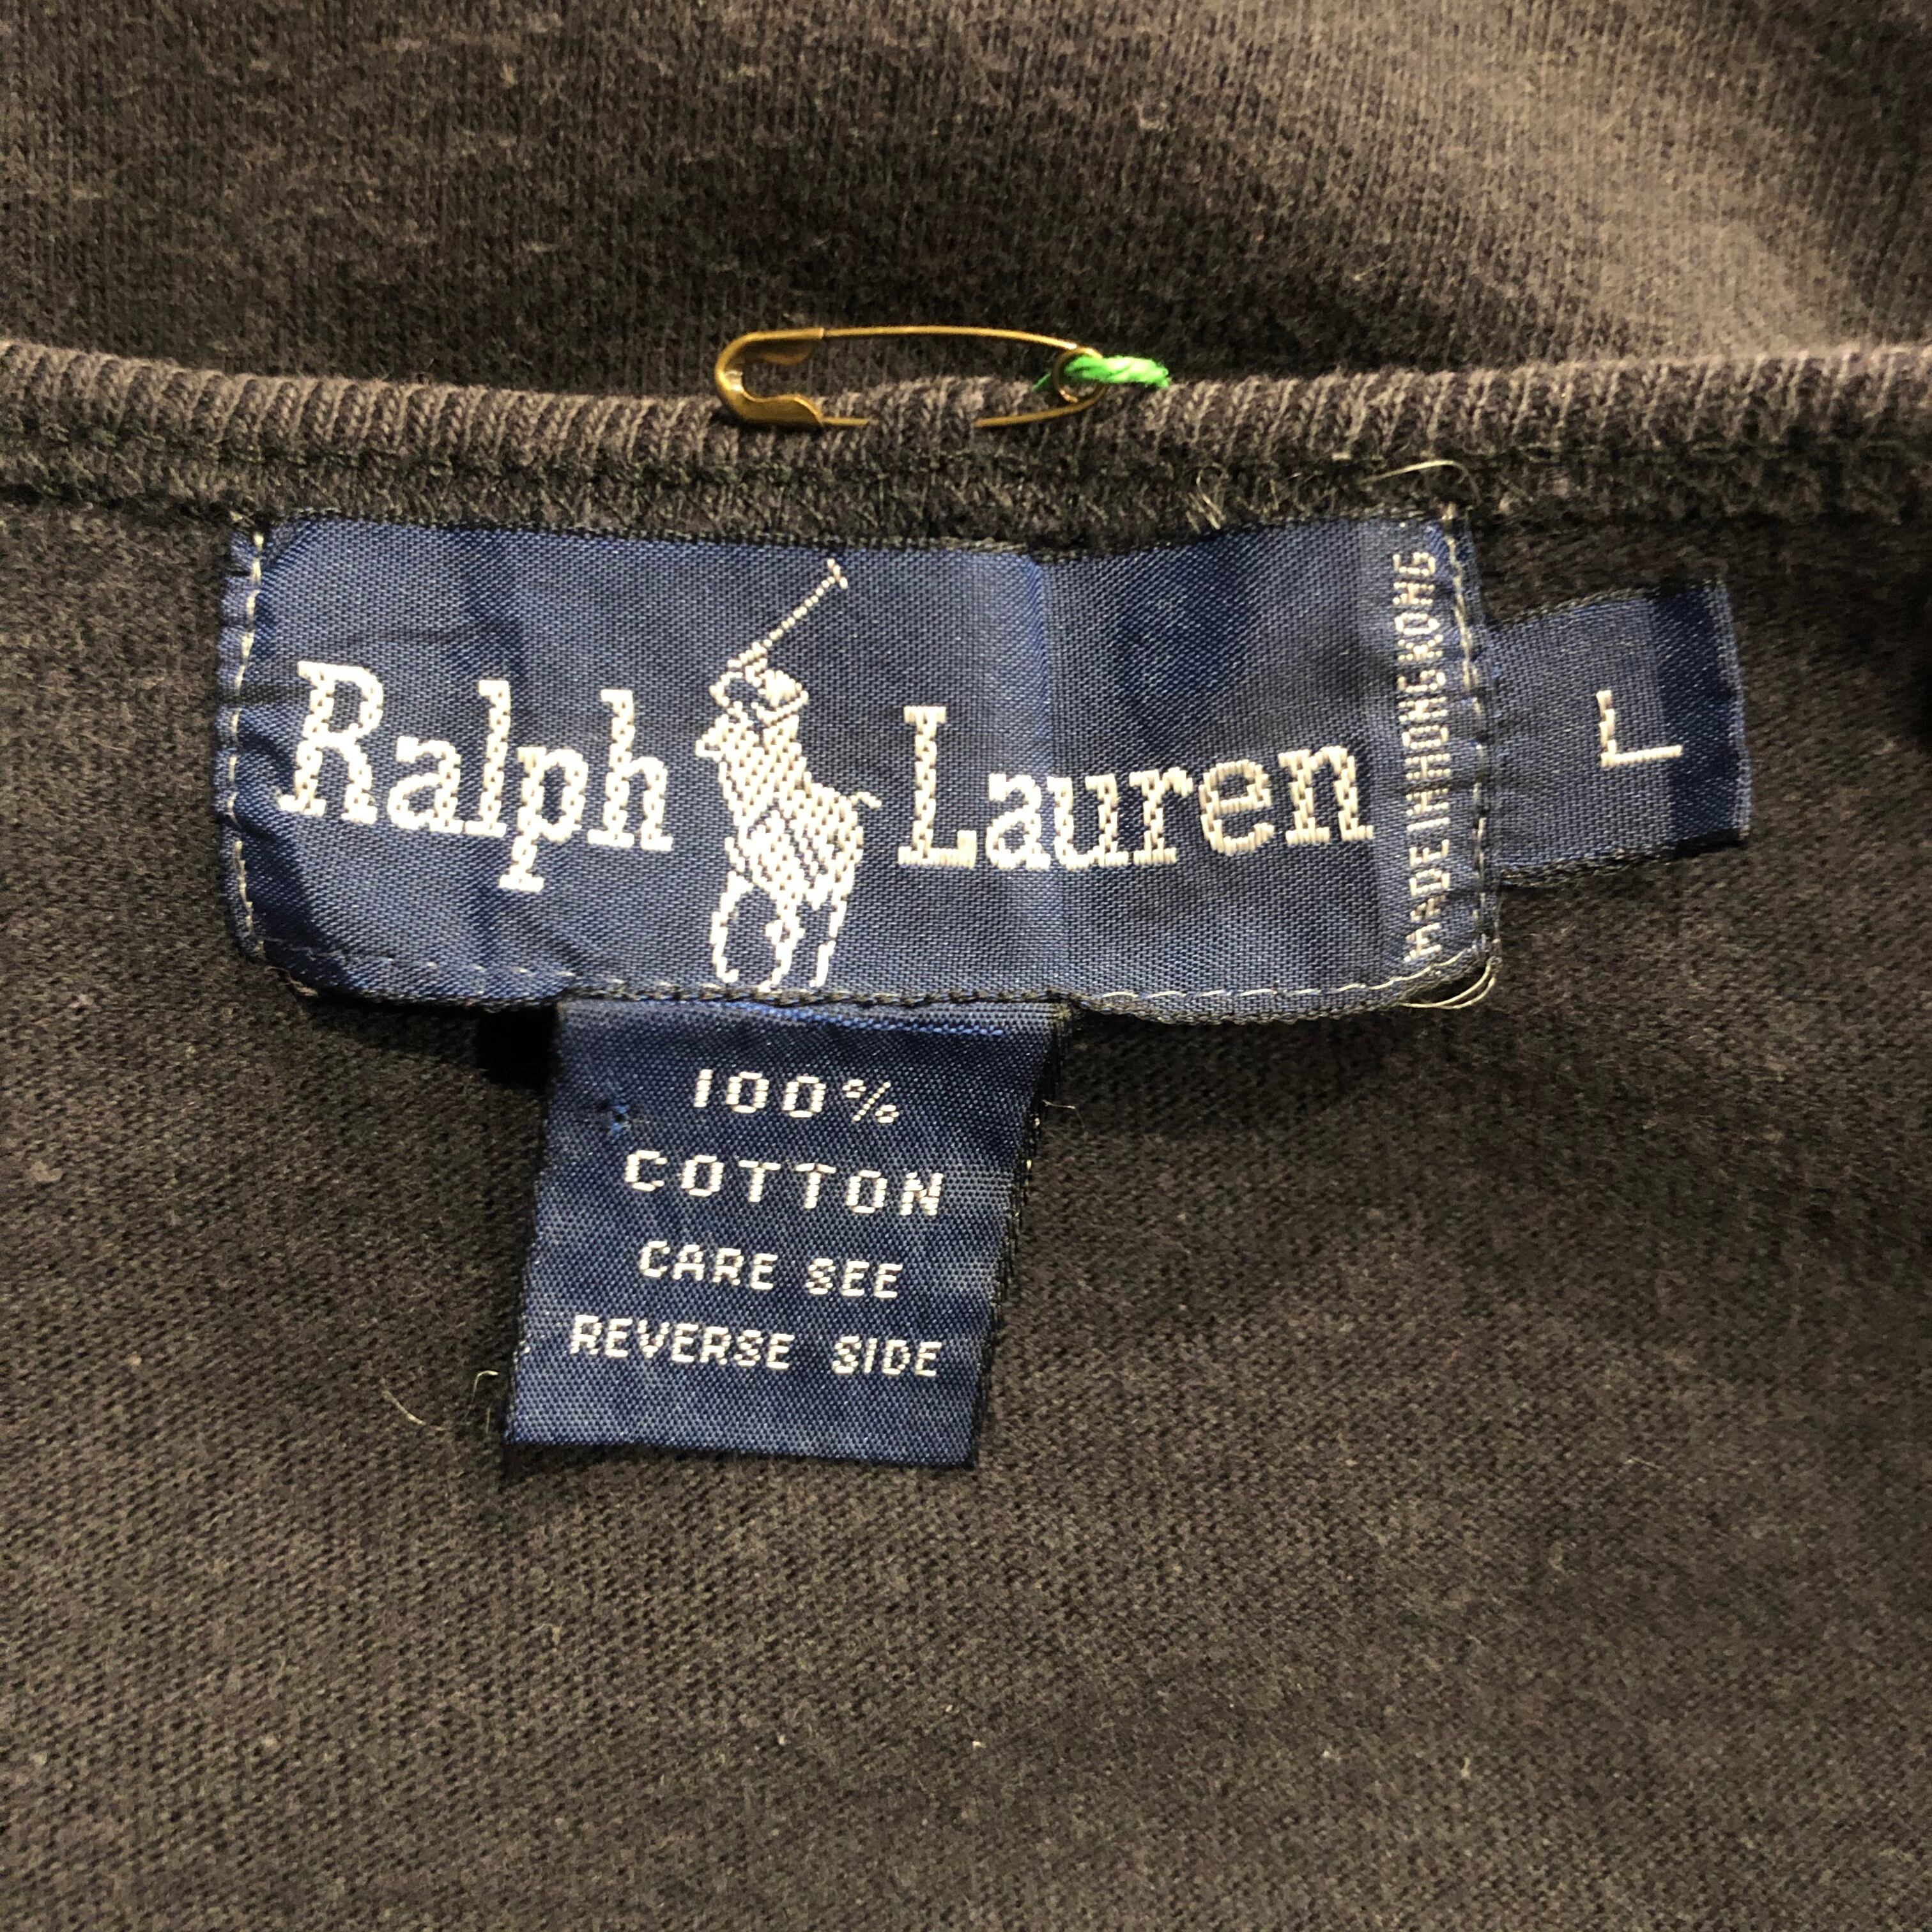 Ralph Lauren
MADE IN HONG KONG
L
100%
COTTON
CARE SEE
REVERSE SIDE